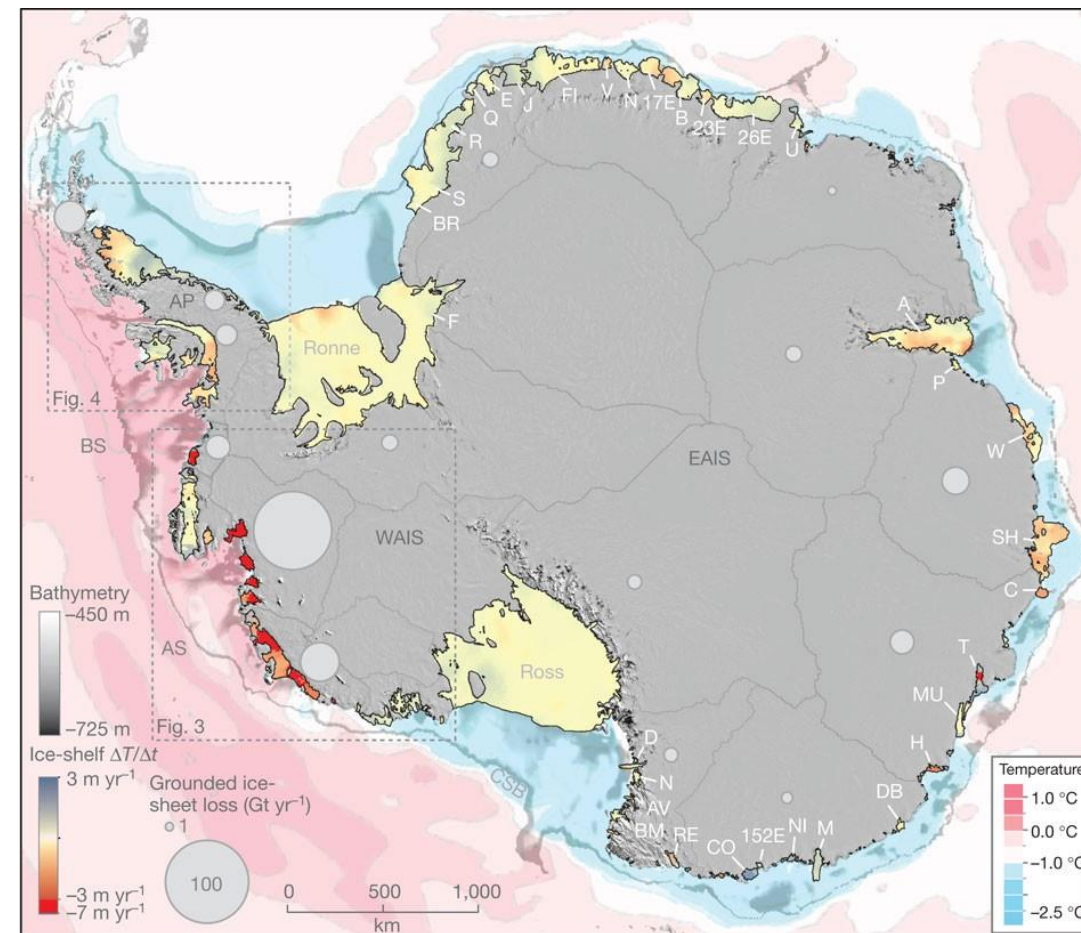 E
J
FI
V
N
17E
B
23E
26E
U
Q
R
S
BR
AP
Ronne
F
A
P
Fig. 4
BS
W
EAIS
WAIS
SH
C
Bathymetry
−450 m
−725 m
AS
Ross
T
MU
Fig. 3
Ice-shelf ΔT/Δt
3 m yr⁻¹
−3 m yr⁻¹
−7 m yr⁻¹
Grounded ice-
sheet loss (Gt yr⁻¹)
1
100
CSB
D
N
AV
BM
RE
CO
152E
NI
M
DB
H
0 500 1,000
km
Temperature
1.0 °C
0.0 °C
−1.0 °C
−2.5 °C